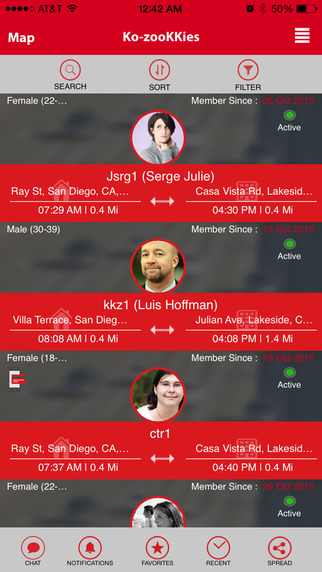 AT&T 12:42 AM 50%
Map Ko-zooKKies
SEARCH SORT FILTER
Female (22-... Member Since : 25 Oct 2015
Active
Jsrg1 (Serge Julie)
Ray St, San Diego, CA,... Casa Vista Rd, Lakesid...
07:29 AM | 0.4 Mi 04:30 PM | 0.4 Mi
Male (30-39) Member Since : 15 Oct 2015
Active
kkz1 (Luis Hoffman)
Villa Terrace, San Dieg... Julian Ave, Lakeside, C...
08:08 AM | 0.4 Mi 04:08 PM | 1.4 Mi
Female (18-... Member Since : 16 Oct 2015
Active
ctr1
Ray St, San Diego, CA,... Casa Vista Rd, Lakesid...
07:37 AM | 0.4 Mi 04:40 PM | 0.4 Mi
Female (22-... Member Since : 29 Oct 2015
Active
CHAT NOTIFICATIONS FAVORITES RECENT SPREAD